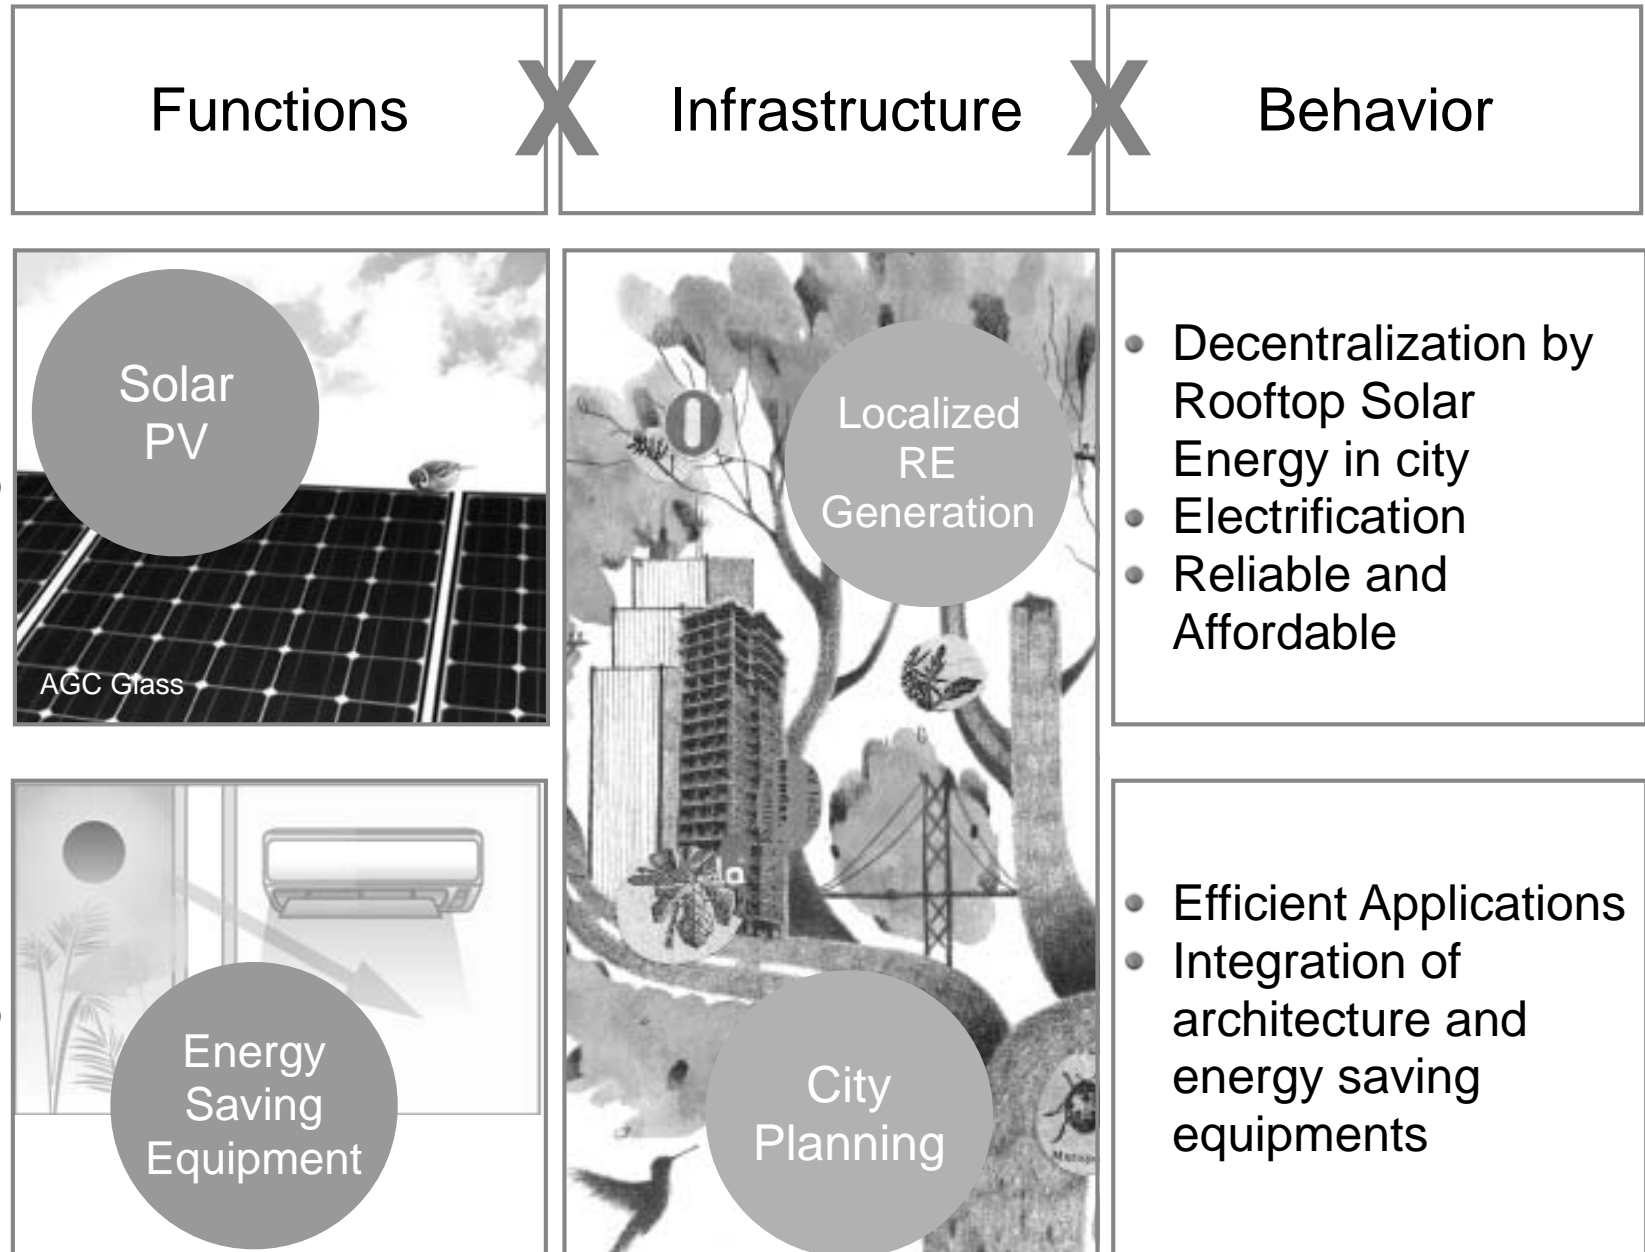 Functions X Infrastructure X Behavior
Solar
PV
AGC Glass
Localized
RE
Generation
Decentralization by
Rooftop Solar
Energy in city
Electrification
Reliable and
Affordable
Energy
Saving
Equipment
City
Planning
Efficient Applications
Integration of
architecture and
energy saving
equipments